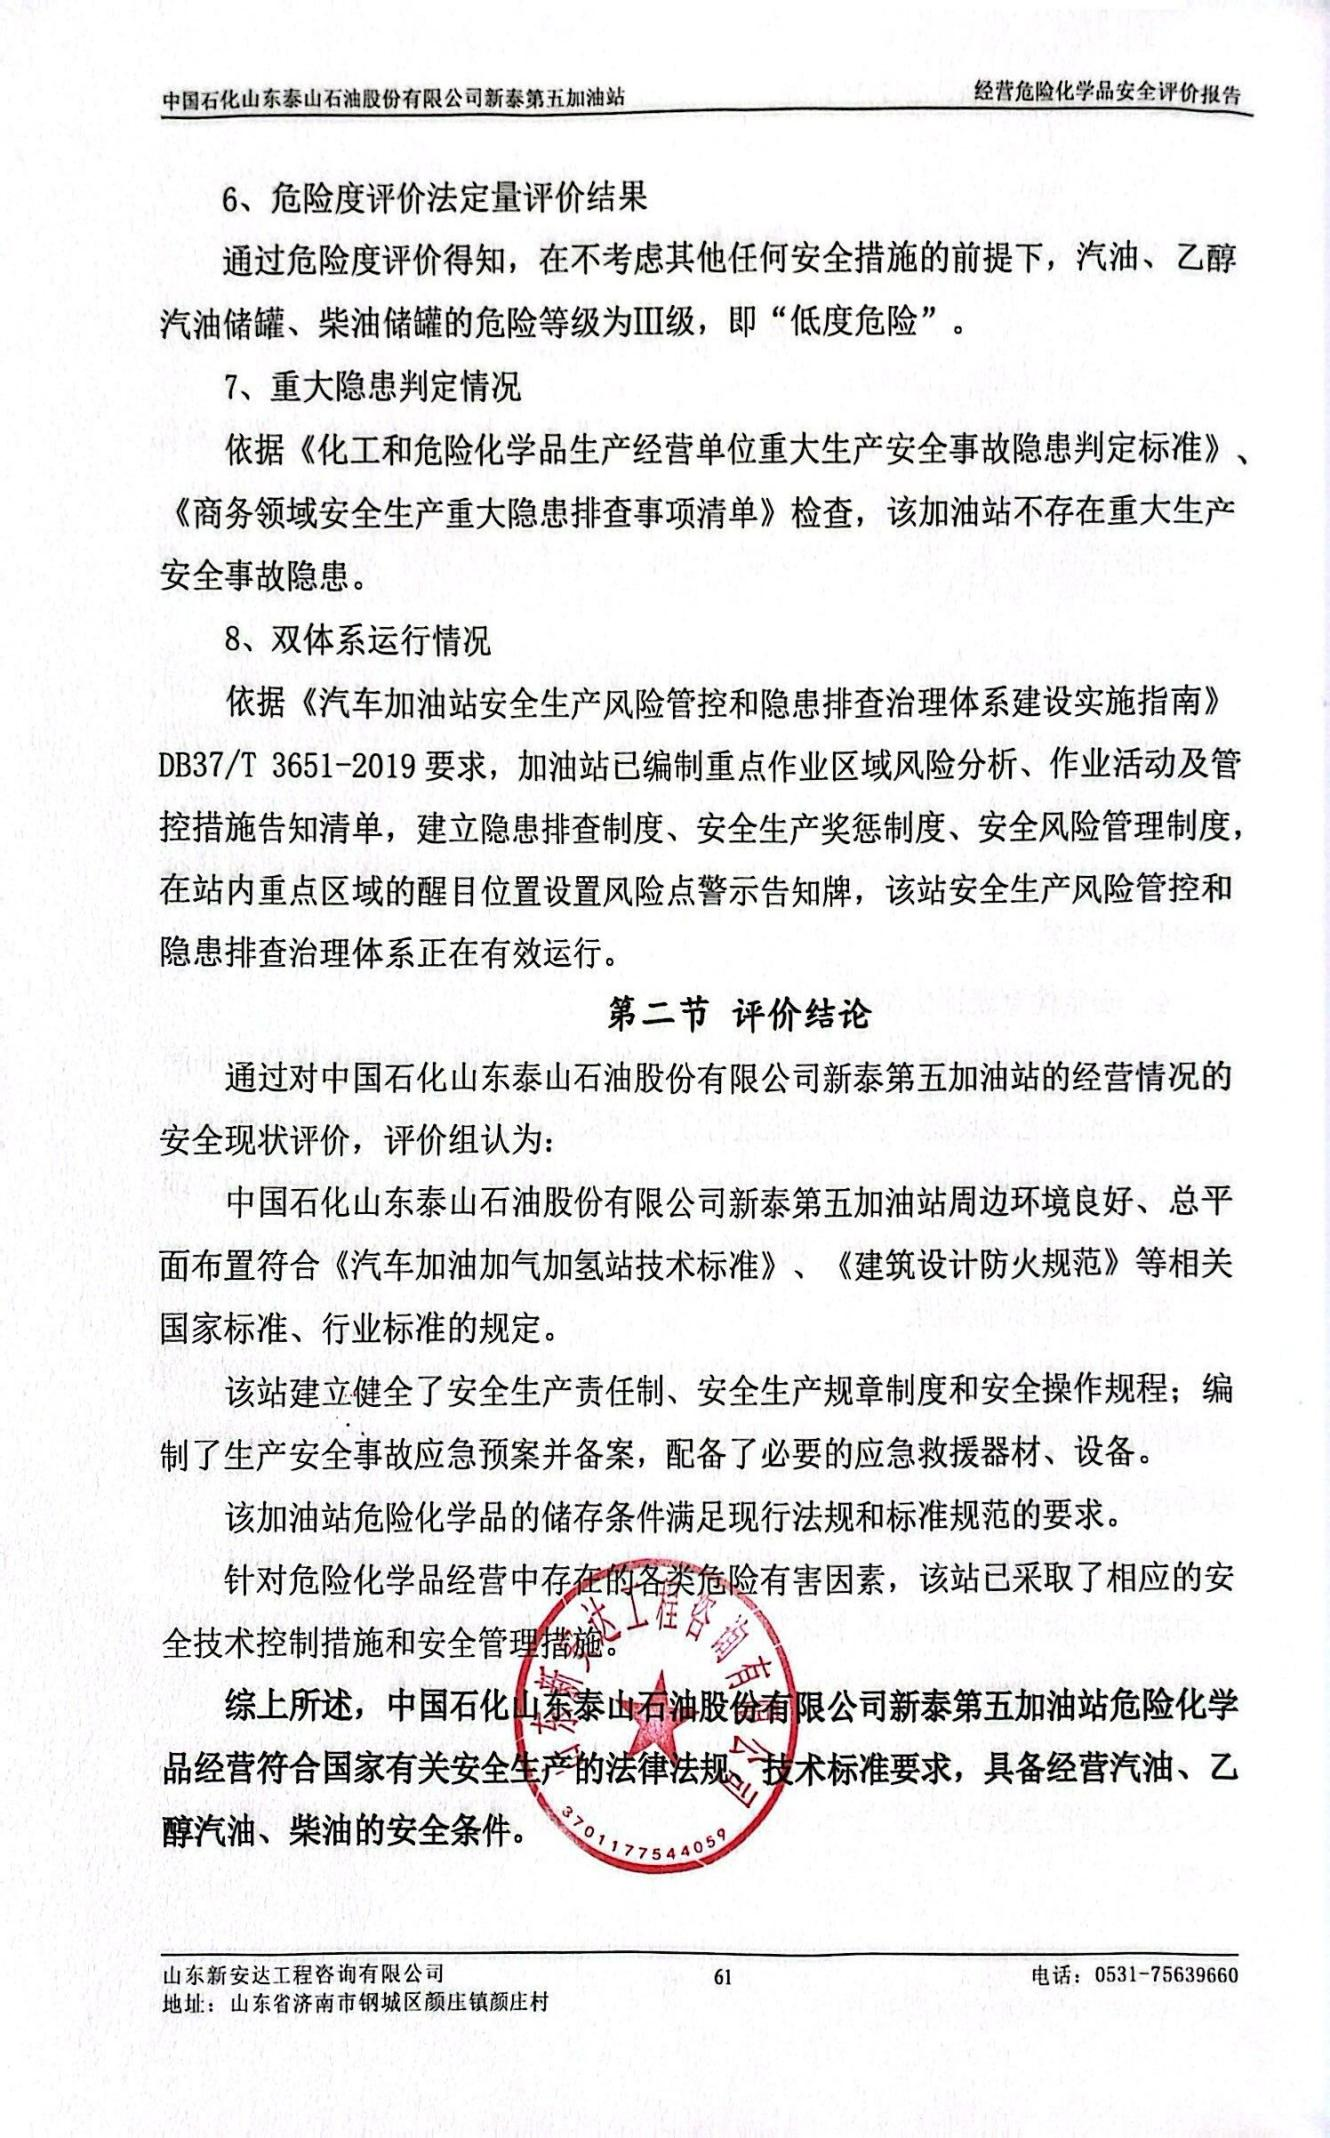 中国石化山东泰山石油股份有限公司新泰第五加油站
经营危险化学品安全评价报告
6、危险度评价法定量评价结果
通过危险度评价得知，在不考虑其他任何安全措施的前提下，汽油、乙醇
汽油储罐、柴油储罐的危险等级为Ⅲ级，即“低度危险”。
7、重大隐患判定情况
依据《化工和危险化学品生产经营单位重大生产安全事故隐患判定标准》、
《商务领域安全生产重大隐患排查事项清单》检查，该加油站不存在重大生产
安全事故隐患。
8、双体系运行情况
依据《汽车加油站安全生产风险管控和隐患排查治理体系建设实施指南》
DB37/T 3651-2019 要求，加油站已编制重点作业区域风险分析、作业活动及管
控措施告知清单，建立隐患排查制度、安全生产奖惩制度、安全风险管理制度，
在站内重点区域的醒目位置设置风险点警示告知牌，该站安全生产风险管控和
隐患排查治理体系正在有效运行。
第二节 评价结论
通过对中国石化山东泰山石油股份有限公司新泰第五加油站的经营情况的
安全现状评价，评价组认为：
中国石化山东泰山石油股份有限公司新泰第五加油站周边环境良好、总平
面布置符合《汽车加油加气加氢站技术标准》、《建筑设计防火规范》等相关
国家标准、行业标准的规定。
该站建立健全了安全生产责任制、安全生产规章制度和安全操作规程；编
制了生产安全事故应急预案并备案，配备了必要的应急救援器材、设备。
该加油站危险化学品的储存条件满足现行法规和标准规范的要求。
针对危险化学品经营中存在的各类危险有害因素，该站已采取了相应的安
全技术控制措施和安全管理措施。
综上所述，中国石化山东泰山石油股份有限公司新泰第五加油站危险化学
品经营符合国家有关安全生产的法律法规、技术标准要求，具备经营汽油、乙
醇汽油、柴油的安全条件。
山东新安达工程咨询有限公司
3701177544059
山东新安达工程咨询有限公司
地址：山东省济南市钢城区颜庄镇颜庄村
61
电话：0531-75639660